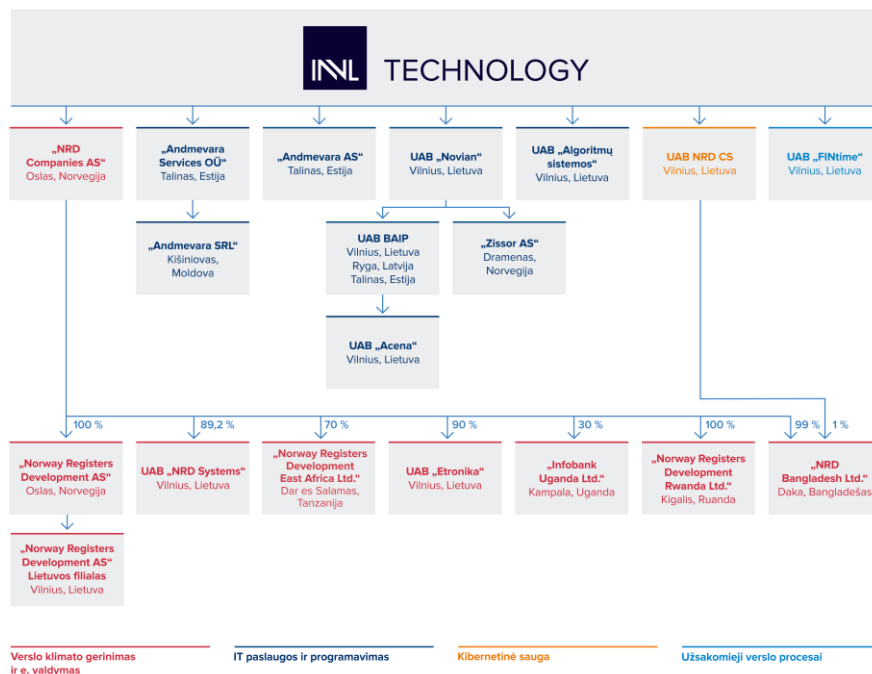 INVL TECHNOLOGY
„NRD
Companies AS“
Oslas, Norvegija
„Andmevara
Services OÜ“
Talinas, Estija
„Andmevara AS“
Talinas, Estija
UAB „Novian“
Vilnius, Lietuva
UAB „Algoritmų
sistemos“
Vilnius, Lietuva
UAB NRD CS
Vilnius, Lietuva
UAB „FINtime“
Vilnius, Lietuva
„Andmevara SRL“
Kišiniovas,
Moldova
UAB BAIP
Vilnius, Lietuva
Ryga, Latvija
Talinas, Estija
„Zissor AS“
Dramenas,
Norvegija
UAB „Acena“
Vilnius, Lietuva
100 %
89,2 %
70 %
90 %
30 %
100 %
99 %
1 %
„Norway Registers
Development AS“
Oslas, Norvegija
UAB „NRD Systems“
Vilnius, Lietuva
„Norway Registers
Development
East Africa Ltd.“
Dar es Salamas,
Tanzanija
UAB „Etronika“
Vilnius, Lietuva
„Infobank
Uganda Ltd.“
Kampala, Uganda
„Norway Registers
Development
Rwanda Ltd.“
Kigalis, Ruanda
„NRD
Bangladesh Ltd.“
Daka, Bangladešas
„Norway Registers
Development AS“
Lietuvos filialas
Vilnius, Lietuva
Verslo klimato gerinimas
ir e. valdymas
IT paslaugos ir programavimas
Kibernetinė sauga
Užsakomieji verslo procesai